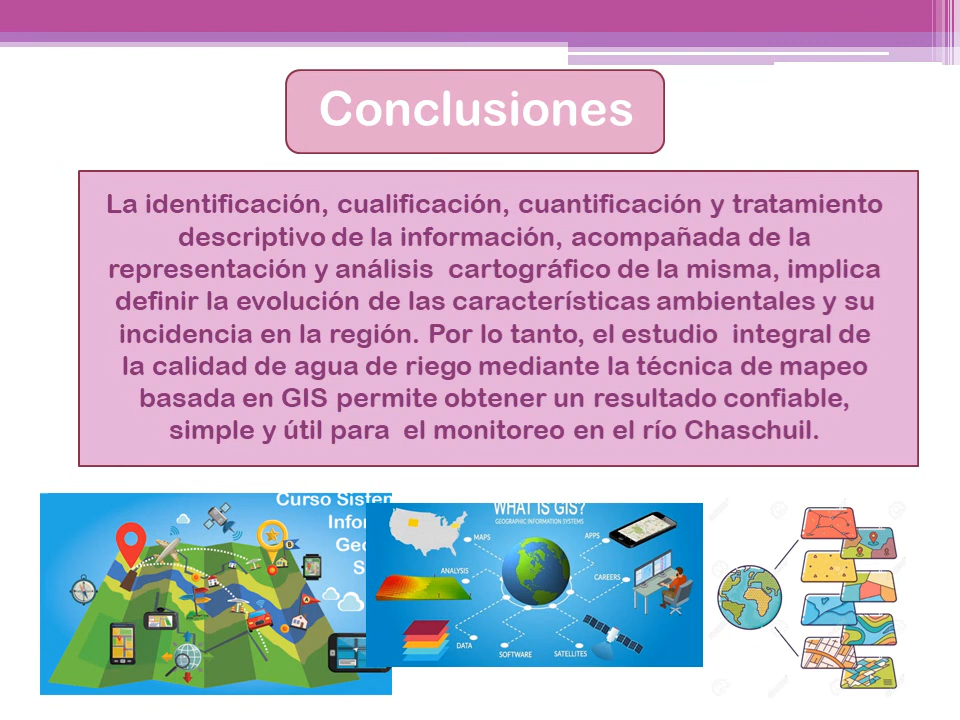 Conclusiones
La identificación, cualificación, cuantificación y tratamiento
descriptivo de la información, acompañada de la
representación y análisis cartográfico de la misma, implica
definir la evolución de las características ambientales y su
incidencia en la región. Por lo tanto, el estudio integral de
la calidad de agua de riego mediante la técnica de mapeo
basada en GIS permite obtener un resultado confiable,
simple y útil para el monitoreo en el río Chaschuil.
Curso Sistem
Infor
Geo
S
WHAT IS GIS?
GEOGRAPHIC INFORMATION SYSTEMS
MAPS
APPS
ANALYSIS
CAREERS
DATA
SOFTWARE
SATELLITES